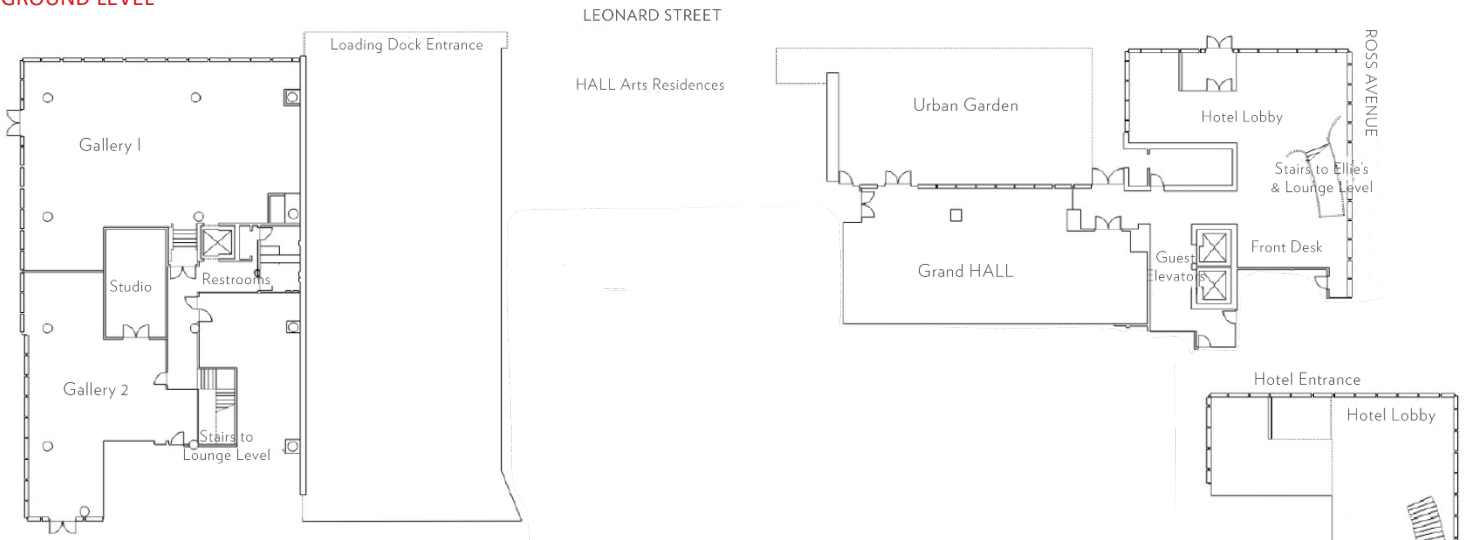 GROUND LEVEL
LEONARD STREET
Loading Dock Entrance
HALL Arts Residences
ROSS AVENUE
Urban Garden
Hotel Lobby
Gallery 1
Stairs to Ellie's
& Lounge Level
Front Desk
Guest
Elevators
Grand HALL
Restrooms
Studio
Gallery 2
Hotel Entrance
Hotel Lobby
Stairs to
Lounge Level